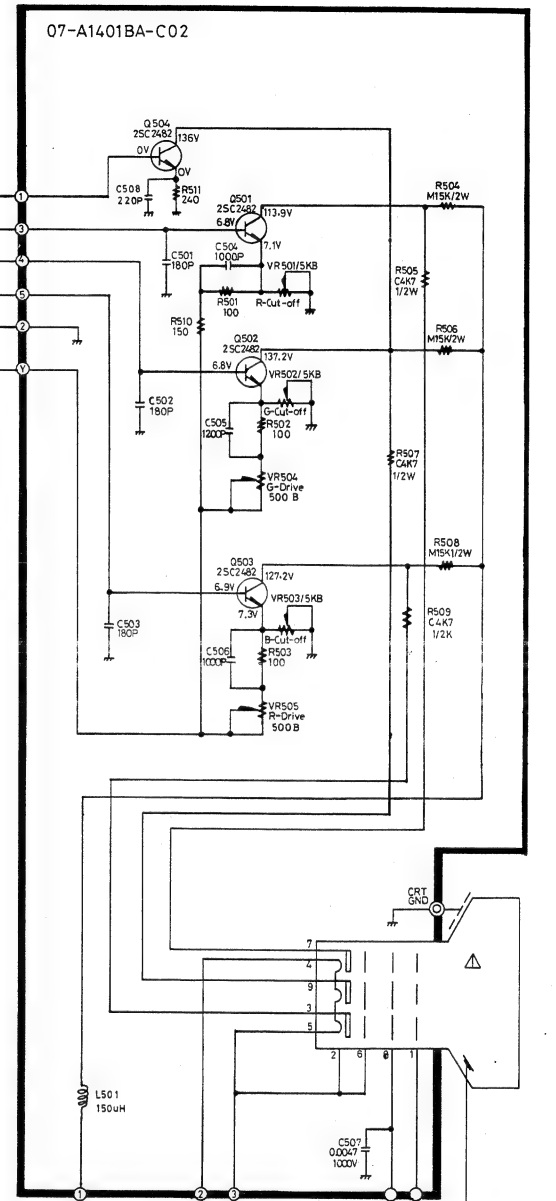 07-A1401BA-C02
Q504
2SC2482
136V
0V
0V
C508
220P
R511
240
1
Q501
2SC2482
113.9V
6.8V
7.1V
R504
M15K/2W
3
C501
180P
C504
1000P
VR501/5KB
R505
C4K7
1/2W
4
5
R501
100
R-Cut-off
R510
150
2
Q502
2SC2482
137.2V
R506
M15K/2W
Y
6.8V
VR502/5KB
C502
180P
G-Cut-off
C505
1200P
R502
100
R507
C4K7
1/2W
VR504
G-Drive
500 B
Q503
2SC2482
127.2V
R508
M15K1/2W
6.9V
VR503/5KB
7.3V
C503
180P
R509
C4K7
1/2K
B-Cut-off
C506
1000P
R503
100
VR505
R-Drive
500B
CRT
GND
7
4
9
3
5
2 6 8 1
L501
150uH
C507
0.0047
1000V
1 2 3